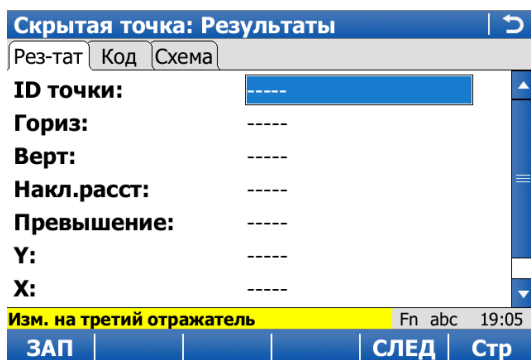 Скрытая точка: Результаты
Рез-тат Код Схема
ID точки: -----
Гориз: -----
Верт: -----
Накл.расст: -----
Превышение: -----
Y: -----
X: -----
Изм. на третий отражатель Fn abc 19:05
ЗАП СЛЕД Стр